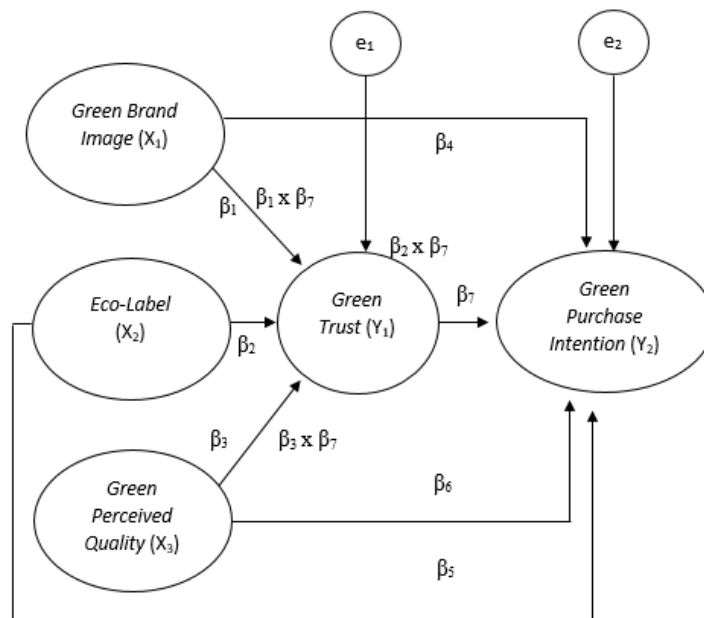 e₁
e₂
Green Brand
Image (X₁)
β₄
β₁
β₁ x β₇
β₂ x β₇
Eco-Label
(X₂)
β₂
Green
Trust (Y₁)
β₇
Green
Purchase
Intention (Y₂)
β₃
β₃ x β₇
Green
Perceived
Quality (X₃)
β₆
β₅